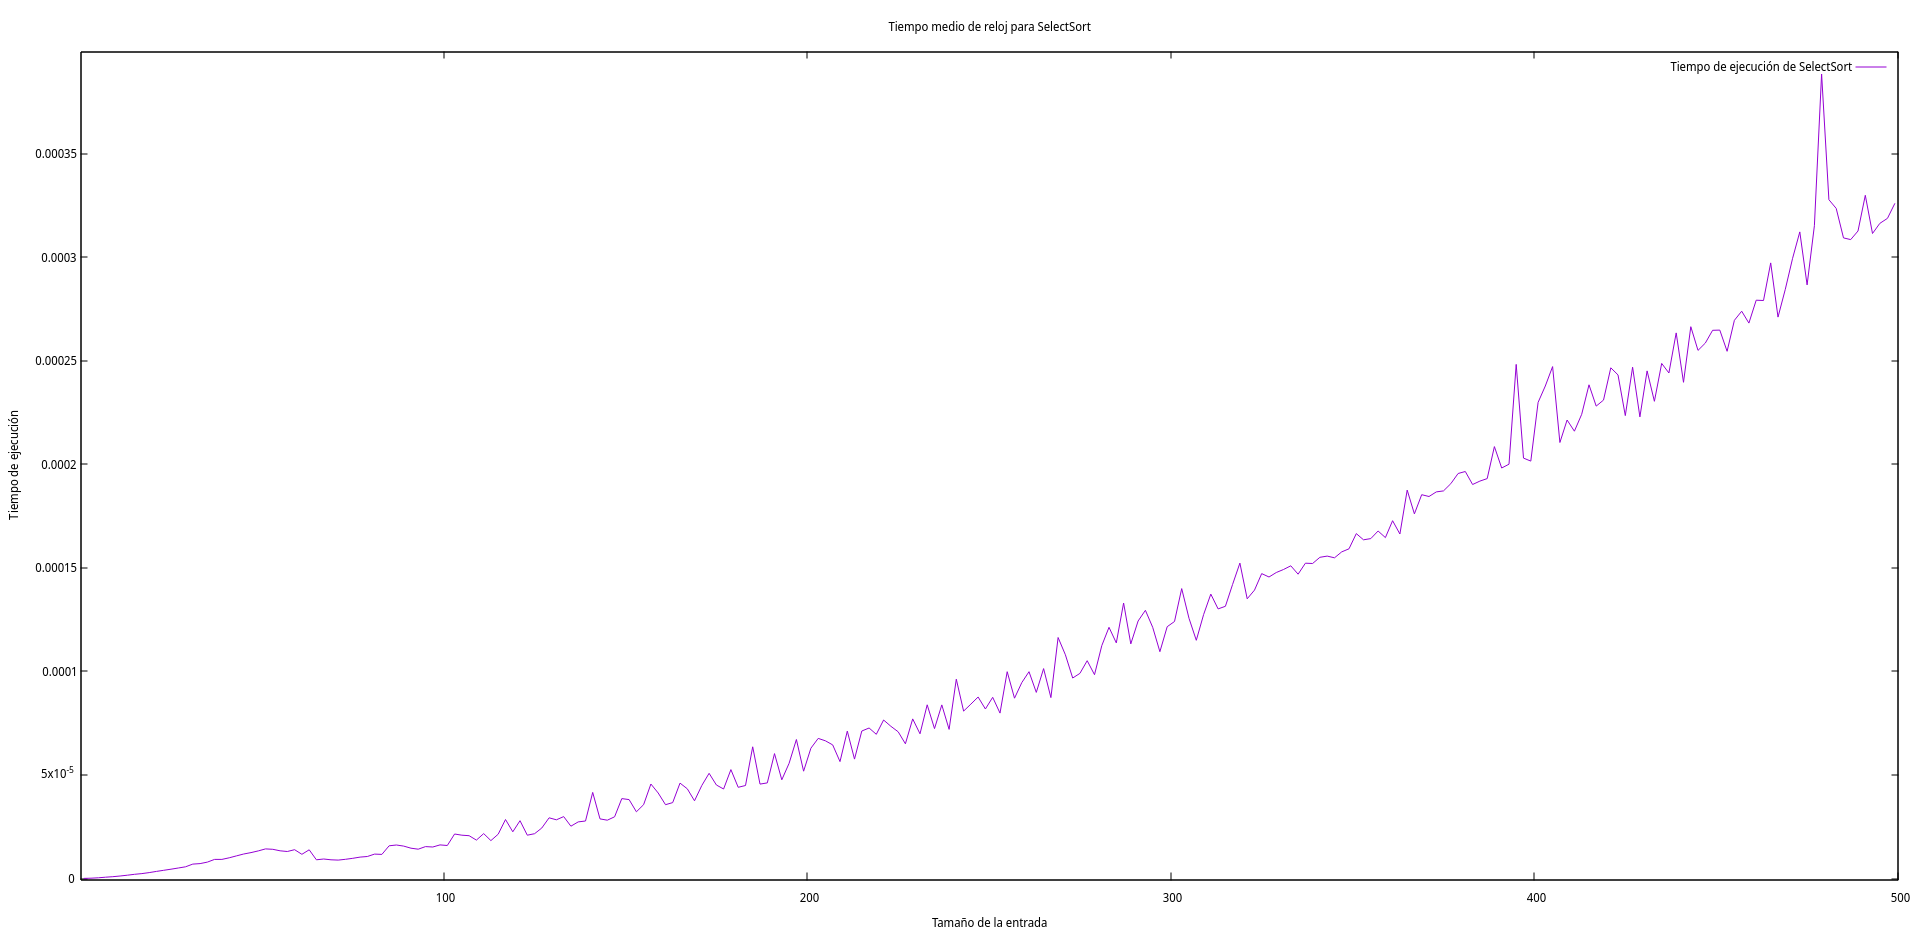 Tiempo medio de reloj para SelectSort
Tiempo de ejecución de SelectSort
0.00035
0.0003
0.00025
0.0002
0.00015
0.0001
5x10⁻⁵
0
Tiempo de ejecución
100 200 300 400 500
Tamaño de la entrada